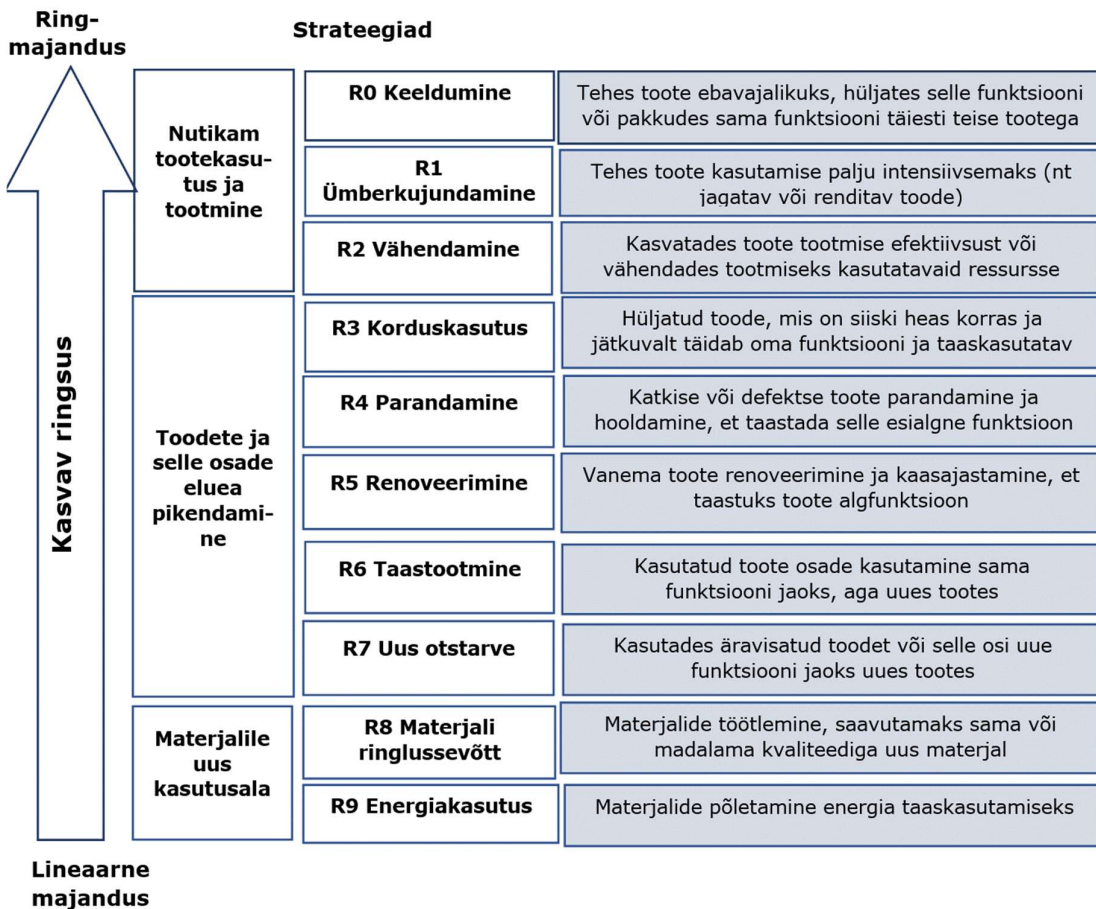 Ring-
majandus
Strateegiad
Kasvav ringsus
Nutikam
tootekasu-
tus ja
tootmine
R0 Keeldumine
Tehes toote ebavajalikuks, hüljates selle funktsiooni
või pakkudes sama funktsiooni täiesti teise tootega
R1
Ümberkujundamine
Tehes toote kasutamise palju intensiivsemaks (nt
jagatav või renditav toode)
R2 Vähendamine
Kasvatades toote tootmise efektiivsust või
vähendades tootmiseks kasutatavaid ressursse
Toodete ja
selle osade
eluea
pikendami-
ne
R3 Korduskasutus
Hüljatud toode, mis on siiski heas korras ja
jätkuvalt täidab oma funktsiooni ja taaskasutatav
R4 Parandamine
Katkise või defektse toote parandamine ja
hooldamine, et taastada selle esialgne funktsioon
R5 Renoveerimine
Vanema toote renoveerimine ja kaasajastamine, et
taastuks toote algfunktsioon
R6 Taastootmine
Kasutatud toote osade kasutamine sama
funktsiooni jaoks, aga uues tootes
R7 Uus otstarve
Kasutades äravisatud toodet või selle osi uue
funktsiooni jaoks uues tootes
Materjalile
uus
kasutusala
R8 Materjali
ringlussevõtt
Materjalide töötlemine, saavutamaks sama või
madalama kvaliteediga uus materjal
R9 Energiakasutus
Materjalide põletamine energia taaskasutamiseks
Lineaarne
majandus